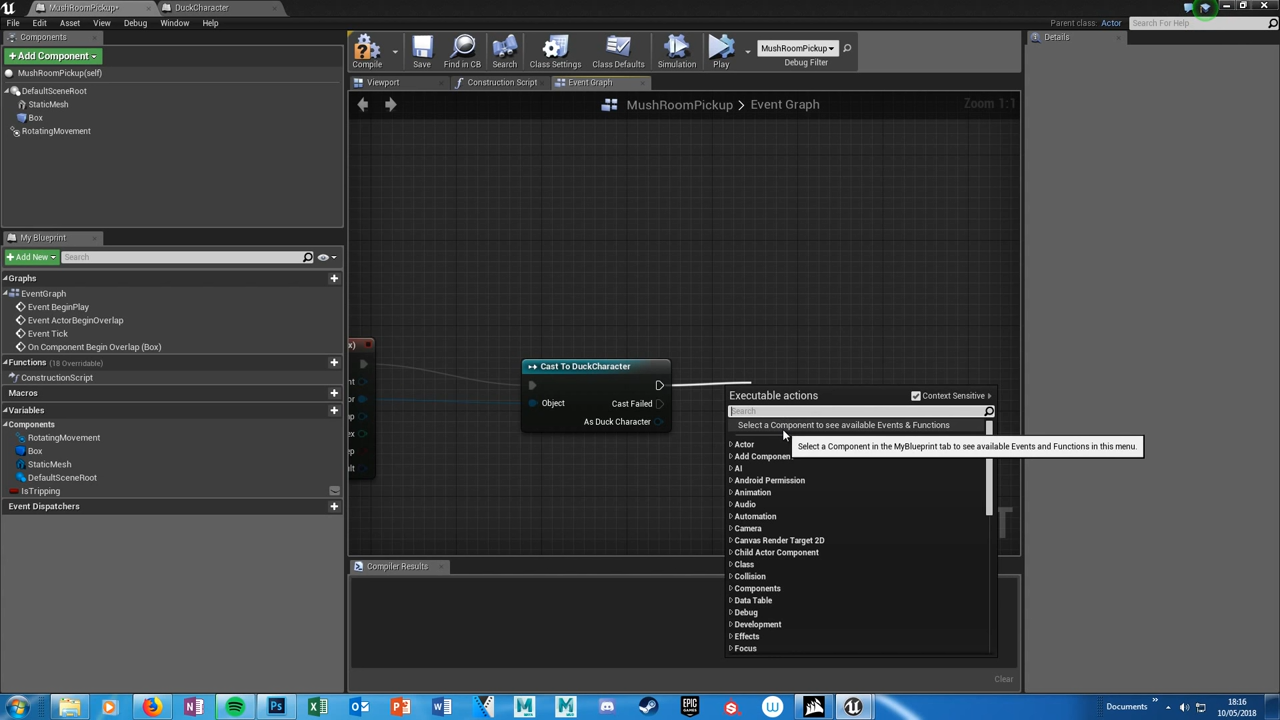 MushRoomPickup*
DuckCharacter
File
Edit
Asset
View
Debug
Window
Help
Parent class: Actor
Search For Help
Components
Add Component
MushRoomPickup(self)
DefaultSceneRoot
StaticMesh
Box
RotatingMovement
Compile
Save
Find in CB
Search
Class Settings
Class Defaults
Simulation
Play
MushRoomPickup
Debug Filter
Details
Viewport
Construction Script
Event Graph
MushRoomPickup > Event Graph
Zoom 1:1
My Blueprint
+ Add New
Search
Graphs
EventGraph
Event BeginPlay
Event ActorBeginOverlap
Event Tick
On Component Begin Overlap (Box)
Functions (18 Overridable)
ConstructionScript
Macros
Variables
Components
RotatingMovement
Box
StaticMesh
DefaultSceneRoot
IsTripping
Event Dispatchers
x)
Cast To DuckCharacter
Object
Cast Failed
As Duck Character
Executable actions
Context Sensitive
Search
Select a Component to see available Events & Functions
Select a Component in the MyBlueprint tab to see available Events and Functions in this menu.
Actor
Add Component
AI
Android Permission
Animation
Audio
Automation
Camera
Canvas Render Target 2D
Child Actor Component
Class
Collision
Components
Data Table
Debug
Development
Effects
Focus
Compiler Results
Clear
Documents
18:16
10/05/2018